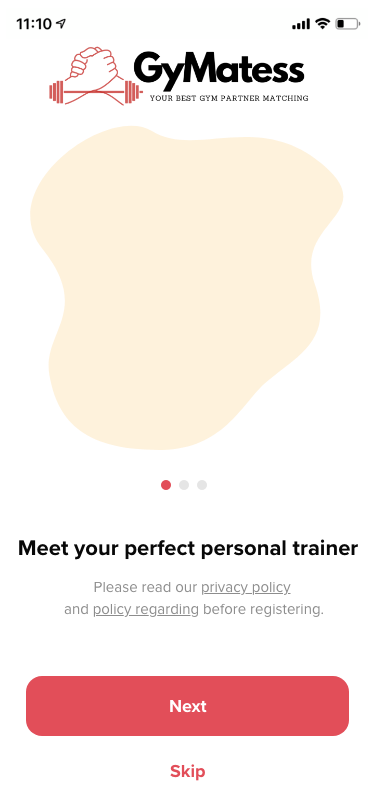 11:10
GyMatess
YOUR BEST GYM PARTNER MATCHING
Meet your perfect personal trainer
Please read our privacy policy
and policy regarding before registering.
Next
Skip